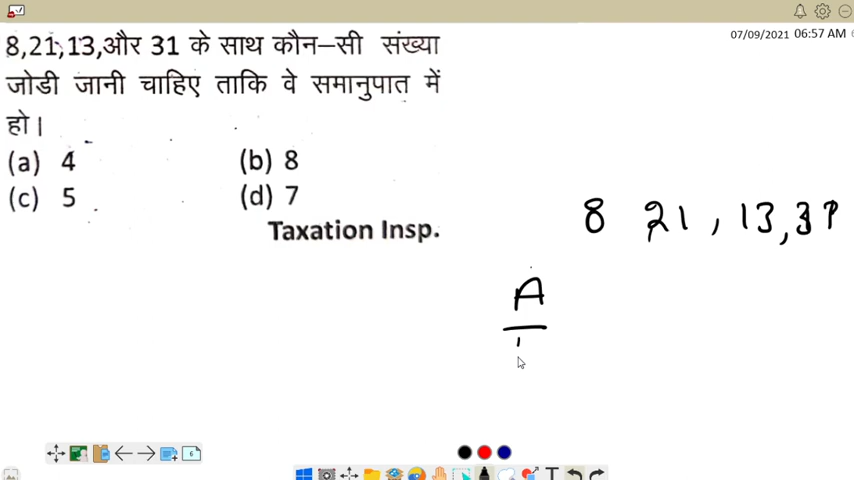 07/09/2021 06:57 AM
8,21,13,और 31 के साथ कौन-सी संख्या
जोडी जानी चाहिए ताकि वे समानुपात में
हो।
(a) 4 (b) 8
(c) 5 (d) 7
Taxation Insp.
8 21 , 13, 31
A
6
T